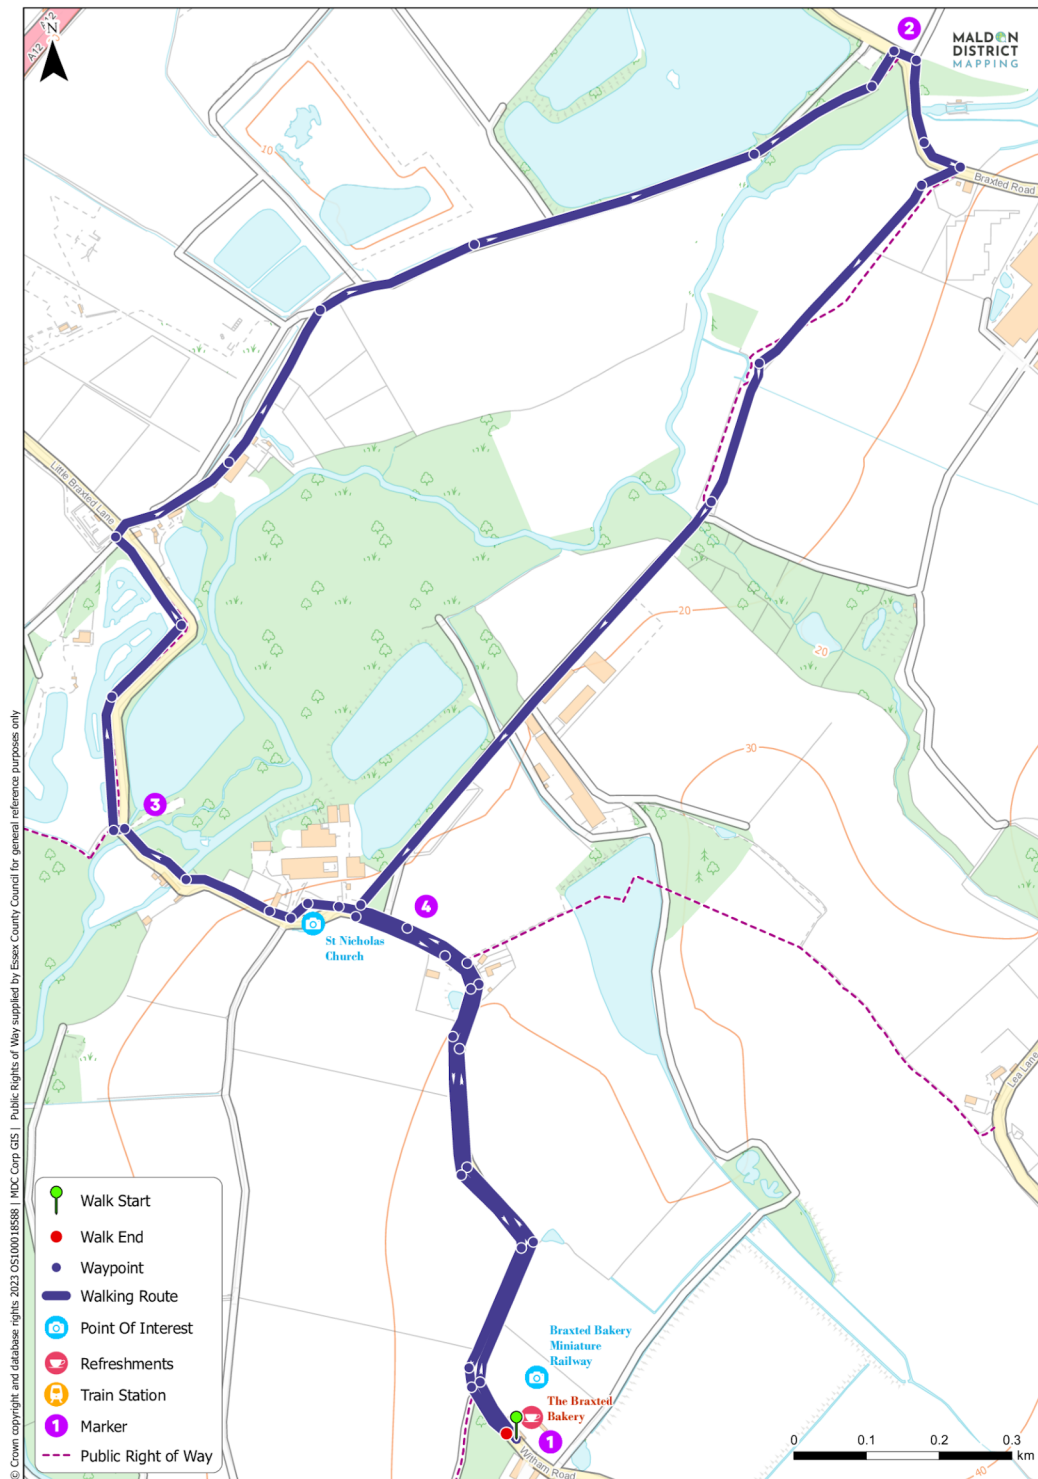 A12
A12
N
2
MALDON
DISTRICT
MAPPING
10
Braxted Road
Little Braxted Lane
20
20
30
3
4
St Nicholas
Church
Lea Lane
Braxted Bakery
Miniature
Railway
The Braxted
Bakery
1
Witham Road
40
Walk Start
Walk End
Waypoint
Walking Route
Point Of Interest
Refreshments
Train Station
1 Marker
Public Right of Way
0 0.1 0.2 0.3
km
© Crown copyright and database rights 2023 OS100018588 | MDC Corp GIS | Public Rights of Way supplied by Essex County Council for general reference purposes only